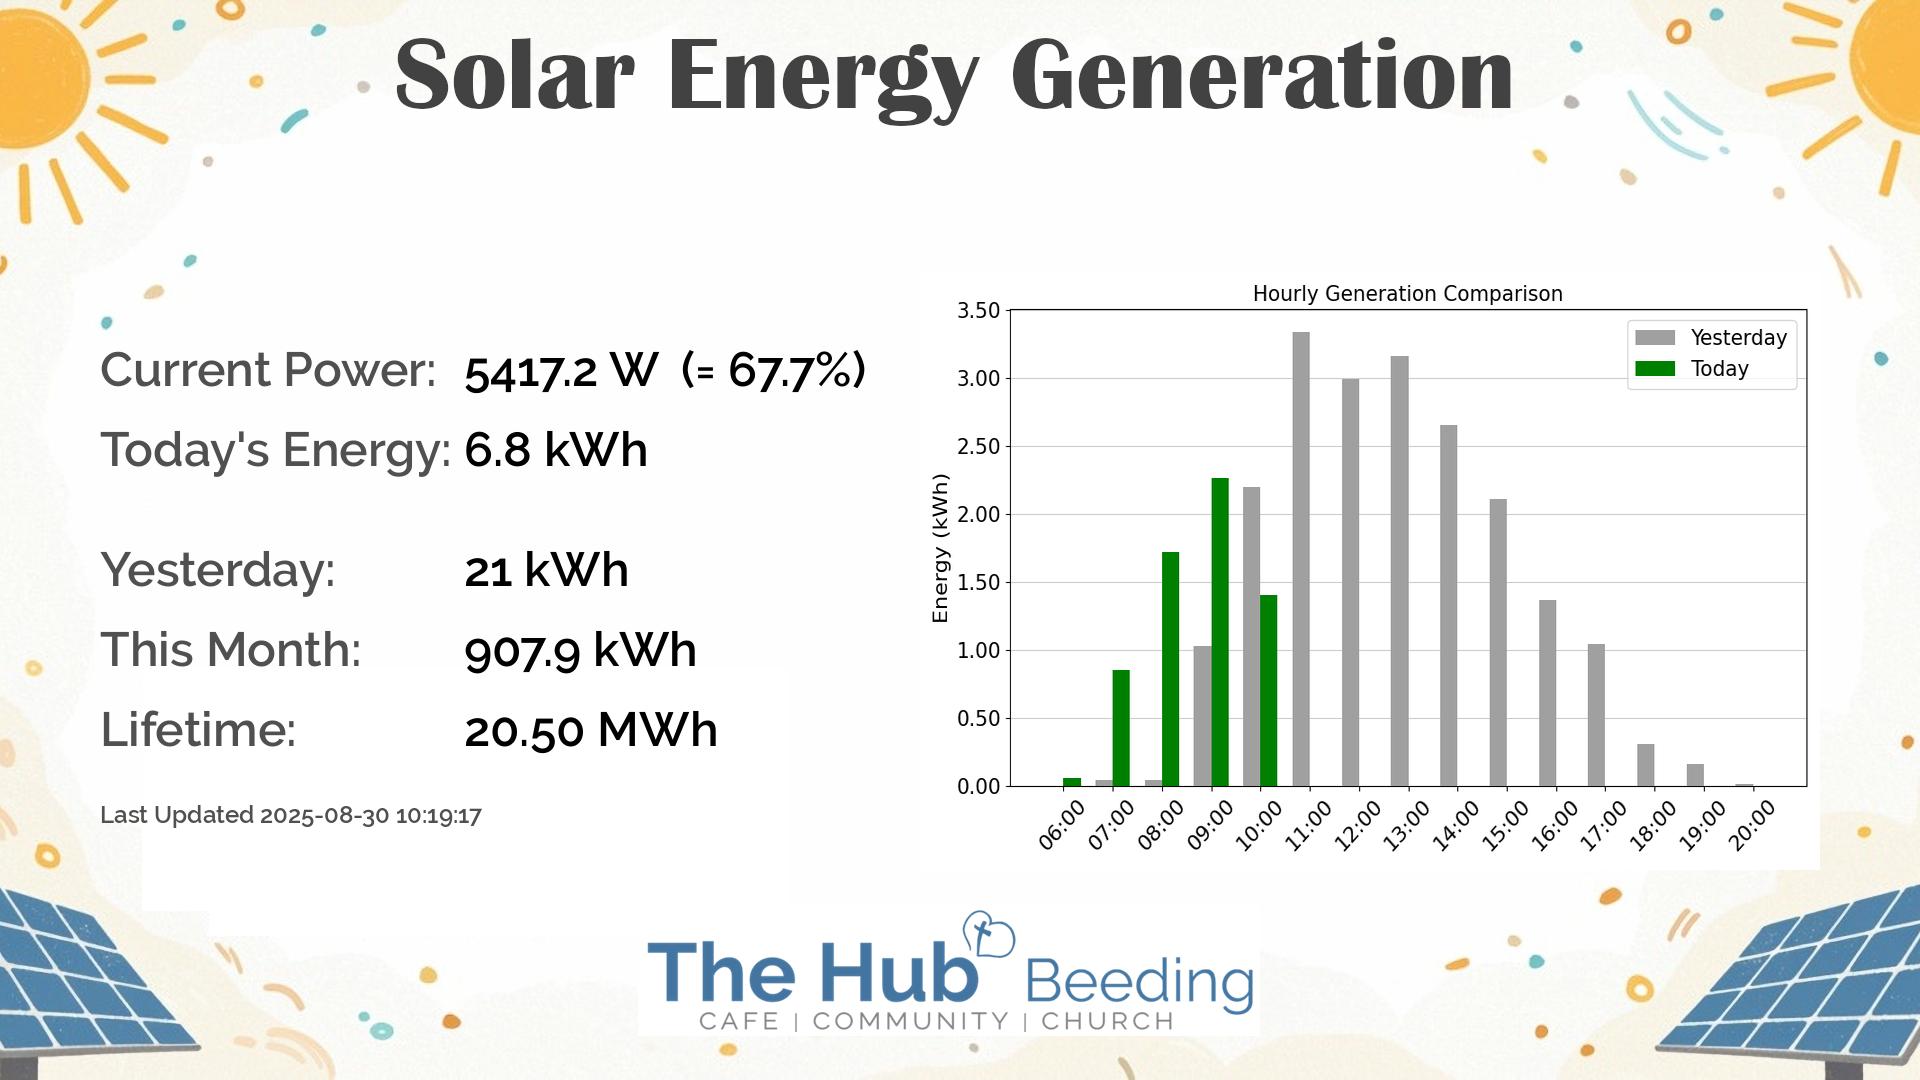 Solar Energy Generation
Current Power: 5417.2 W (= 67.7%)
Today's Energy: 6.8 kWh
Yesterday: 21 kWh
This Month: 907.9 kWh
Lifetime: 20.50 MWh
Last Updated 2025-08-30 10:19:17
Hourly Generation Comparison
Yesterday
Today
Energy (kWh)
3.50
3.00
2.50
2.00
1.50
1.00
0.50
0.00
06:00 07:00 08:00 09:00 10:00 11:00 12:00 13:00 14:00 15:00 16:00 17:00 18:00 19:00 20:00
The Hub Beeding
CAFE | COMMUNITY | CHURCH